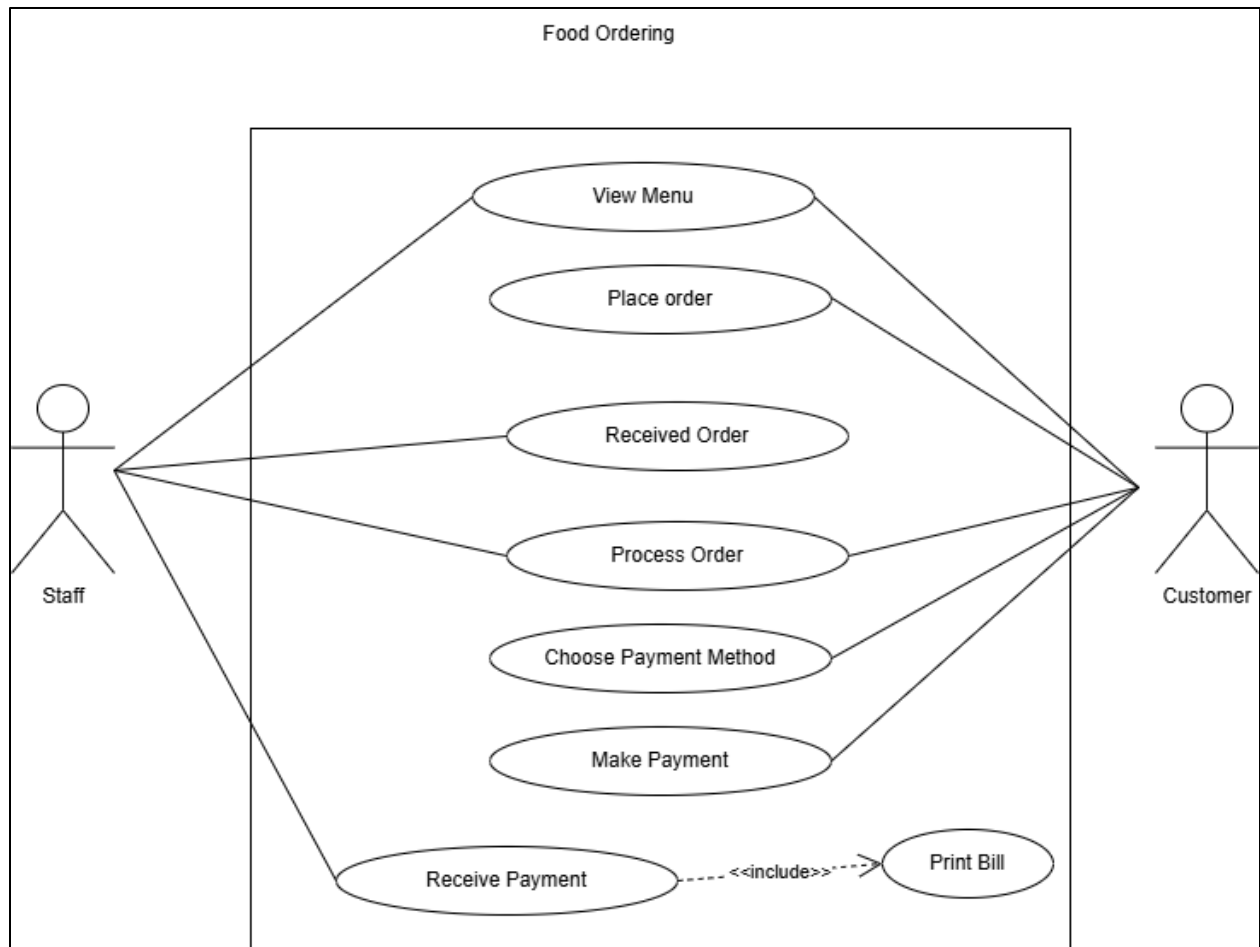 Food Ordering
View Menu
Place order
Received Order
Process Order
Staff
Customer
Choose Payment Method
Make Payment
Receive Payment
<<include>>
Print Bill